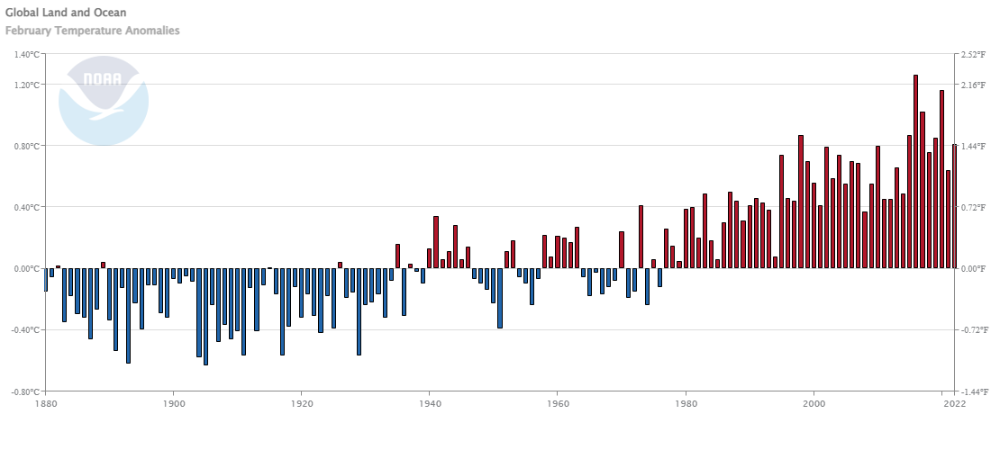 Global Land and Ocean
February Temperature Anomalies
NOAA
1.40°C 2.52°F
1.20°C 2.16°F
0.80°C 1.44°F
0.40°C 0.72°F
0.00°C 0.00°F
-0.40°C -0.72°F
-0.80°C -1.44°F
1880 1900 1920 1940 1960 1980 2000 2022